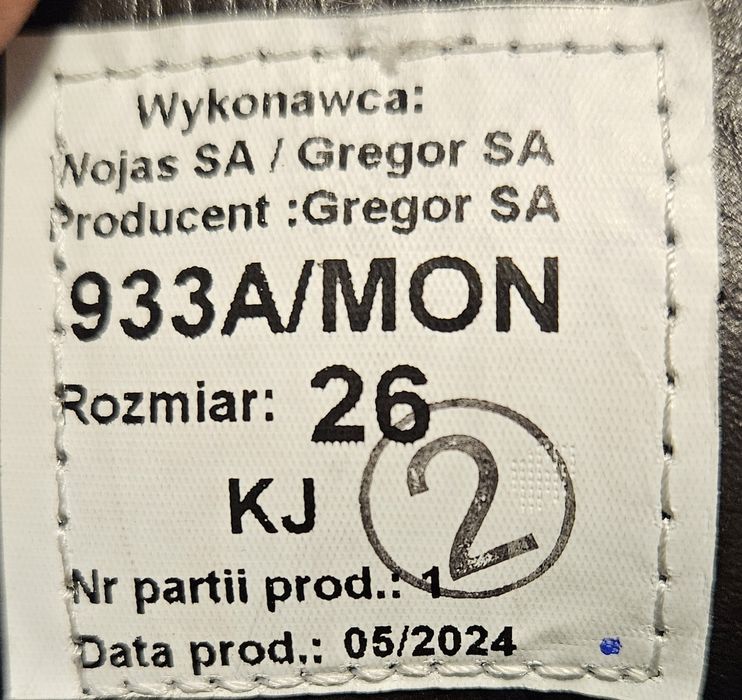 Wykonawca:
Wojas SA / Gregor SA
Producent :Gregor SA
933A/MON
Rozmiar: 26
KJ
2
Nr partii prod.: 1
Data prod.: 05/2024